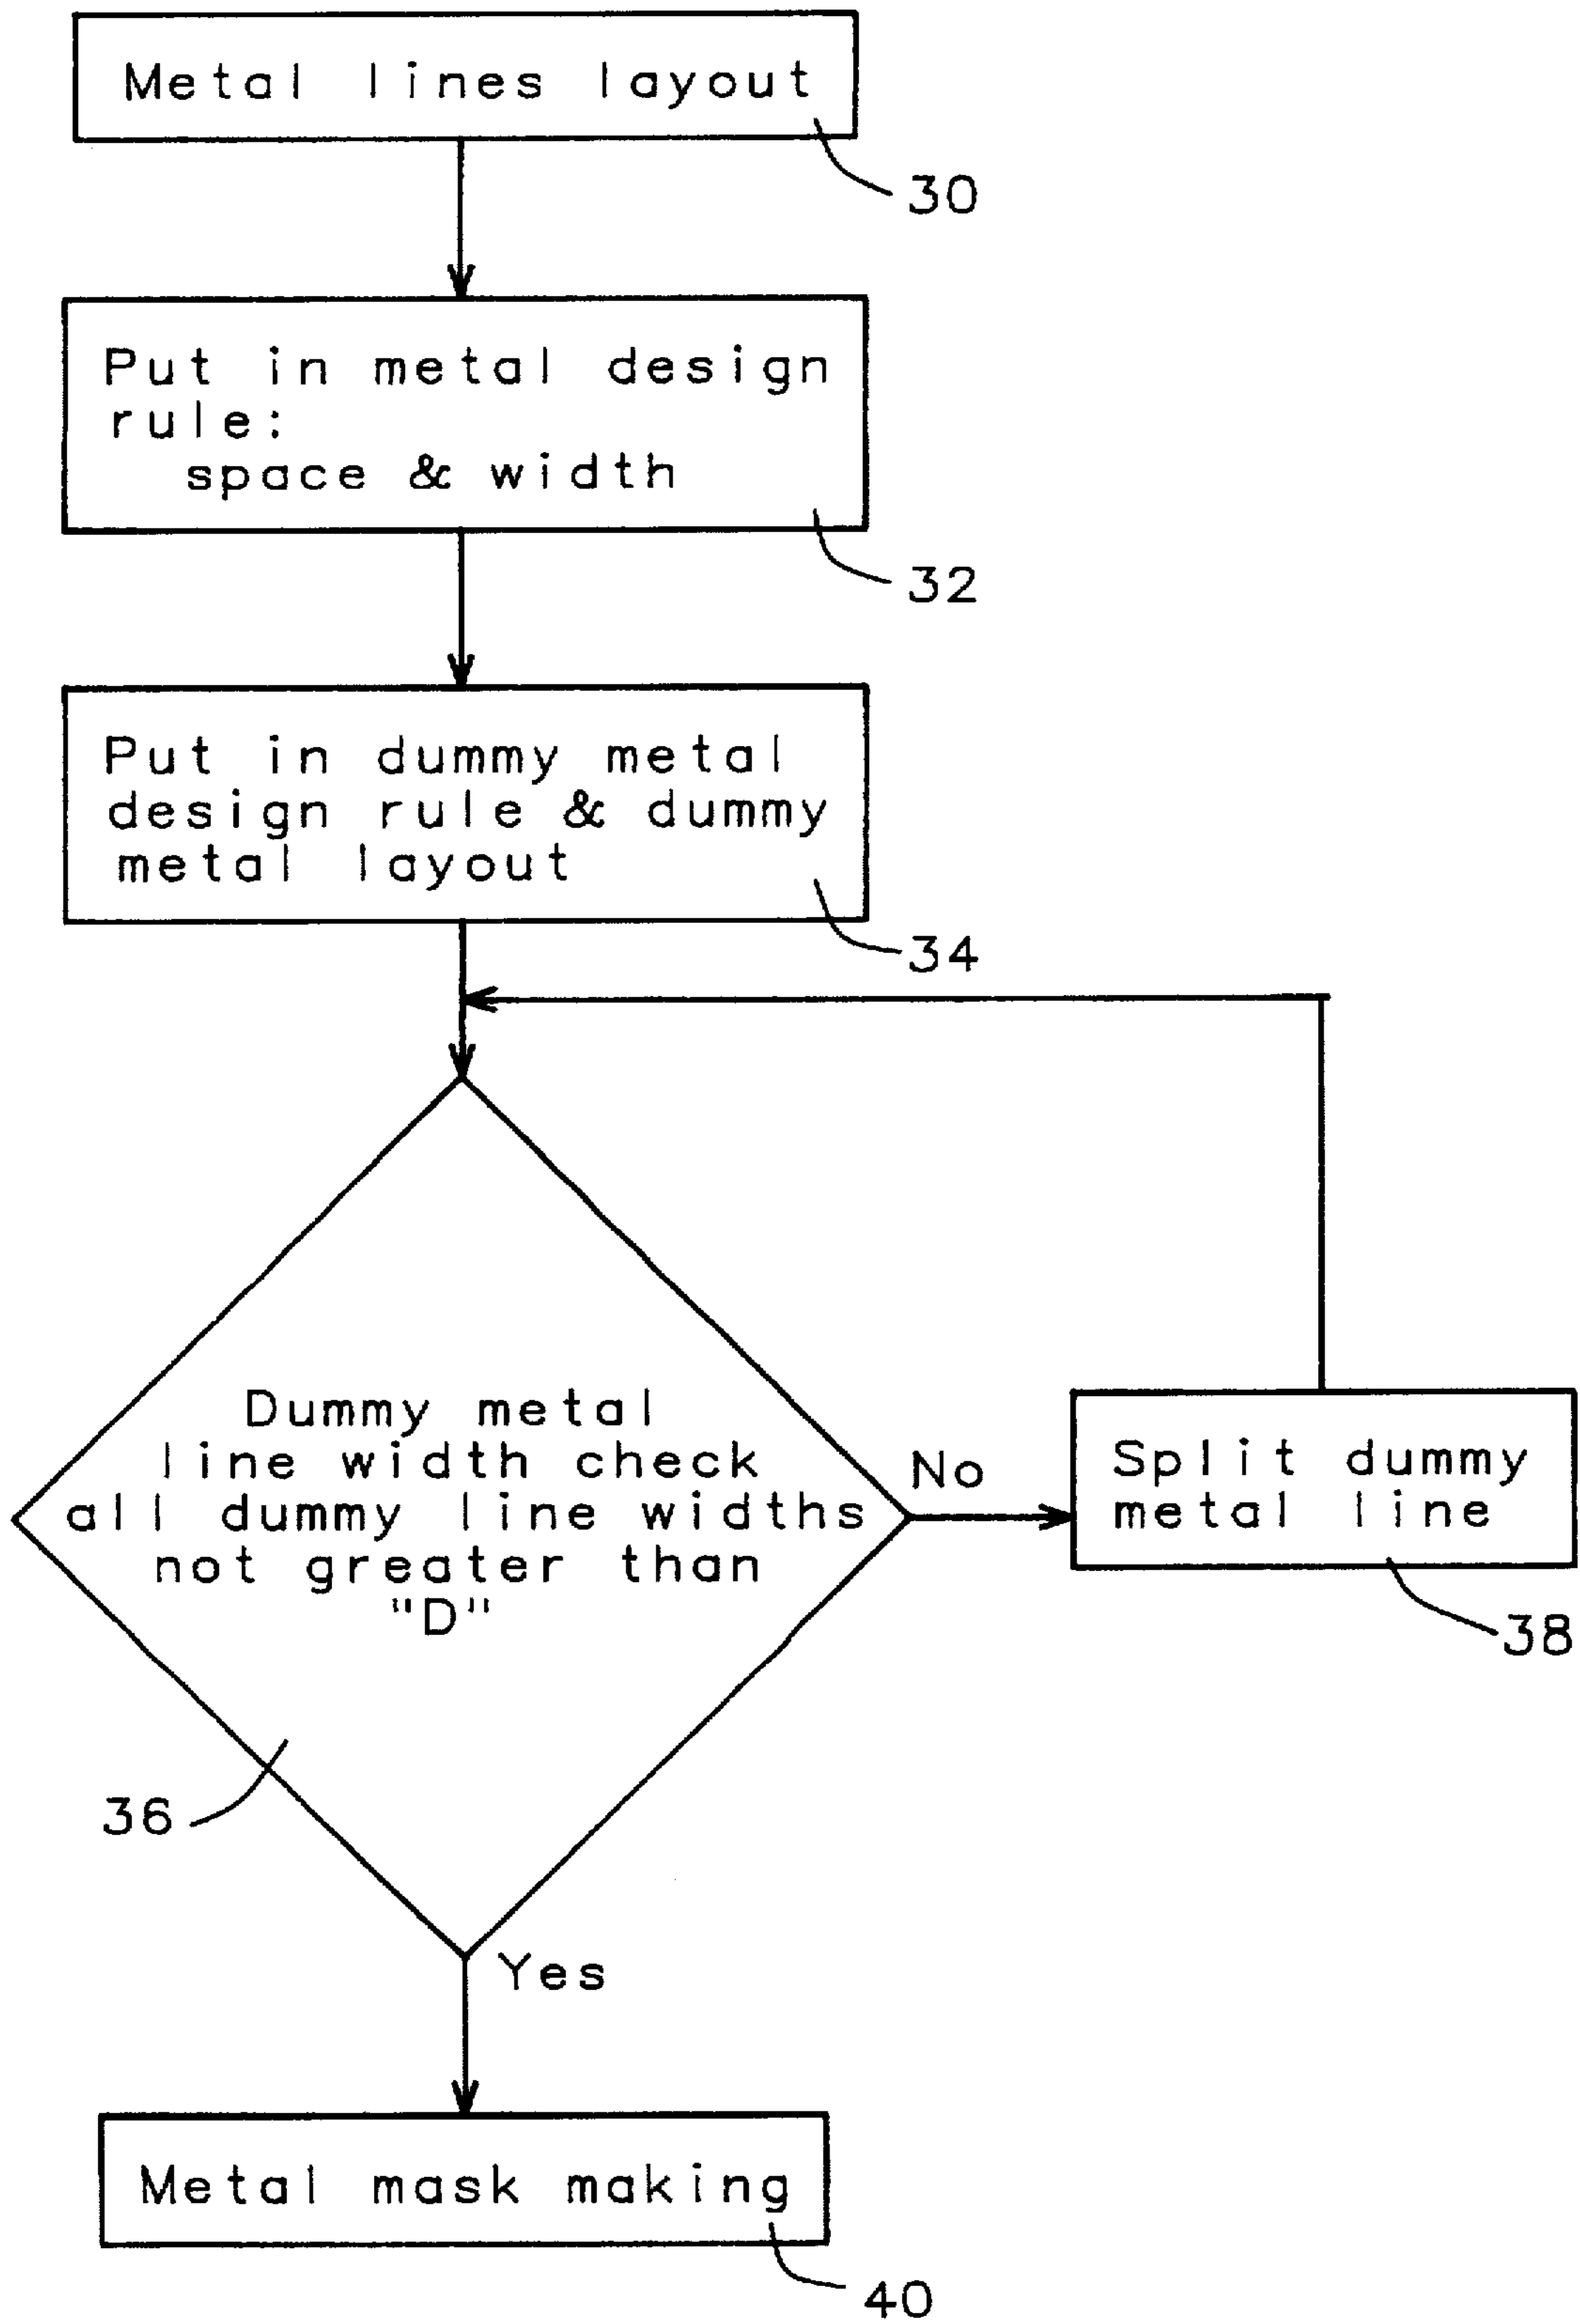 Metal lines layout
30
Put in metal design
rule:
space & width
32
Put in dummy metal
design rule & dummy
metal layout
34
Dummy metal
line width check
all dummy line widths
not greater than
"D"
No
Split dummy
metal line
38
36
Yes
Metal mask making
40